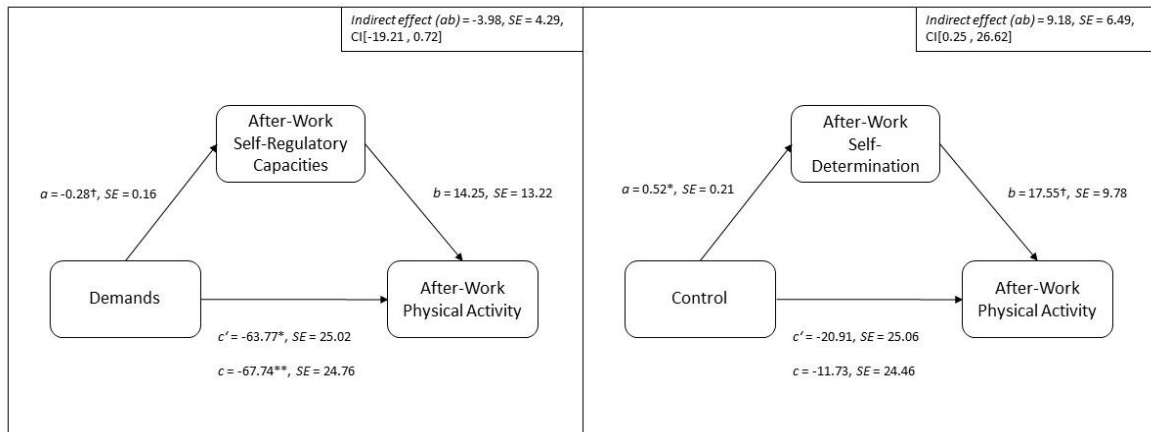 Indirect effect (ab) = -3.98, SE = 4.29,
CI[-19.21 , 0.72]
After-Work
Self-Regulatory
Capacities
a = -0.28†, SE = 0.16
b = 14.25, SE = 13.22
Demands
After-Work
Physical Activity
c′ = -63.77*, SE = 25.02
c = -67.74**, SE = 24.76
Indirect effect (ab) = 9.18, SE = 6.49,
CI[0.25 , 26.62]
After-Work
Self-
Determination
a = 0.52*, SE = 0.21
b = 17.55†, SE = 9.78
Control
After-Work
Physical Activity
c′ = -20.91, SE = 25.06
c = -11.73, SE = 24.46